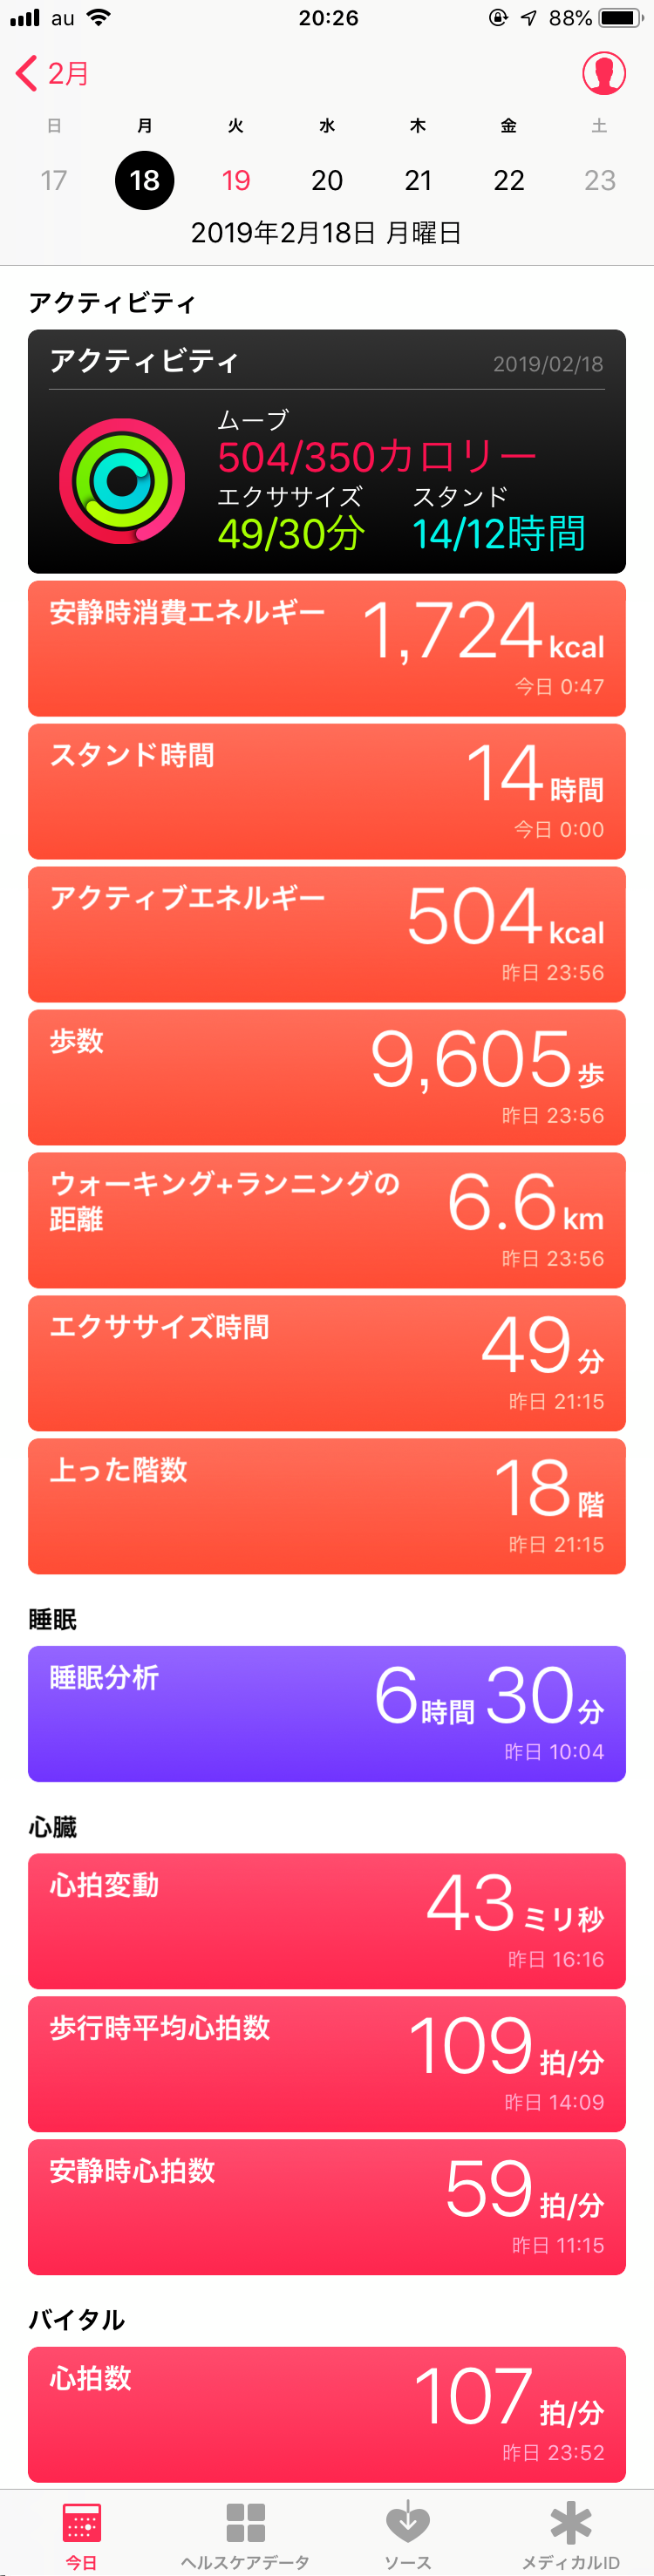 au 20:26 88%
2月
日 月 火 水 木 金 土
17 18 19 20 21 22 23
2019年2月18日 月曜日
アクティビティ
アクティビティ 2019/02/18
ムーブ
504/350カロリー
エクササイズ スタンド
49/30分 14/12時間
安静時消費エネルギー 1,724 kcal
今日 0:47
スタンド時間 14 時間
今日 0:00
アクティブエネルギー 504 kcal
昨日 23:56
歩数 9,605 歩
昨日 23:56
ウォーキング+ランニングの
距離 6.6 km
昨日 23:56
エクササイズ時間 49 分
昨日 21:15
上った階数 18 階
昨日 21:15
睡眠
睡眠分析 6 時間 30 分
昨日 10:04
心臓
心拍変動 43 ミリ秒
昨日 16:16
歩行時平均心拍数 109 拍/分
昨日 14:09
安静時心拍数 59 拍/分
昨日 11:15
バイタル
心拍数 107 拍/分
昨日 23:52
今日 ヘルスケアデータ ソース メディカルID